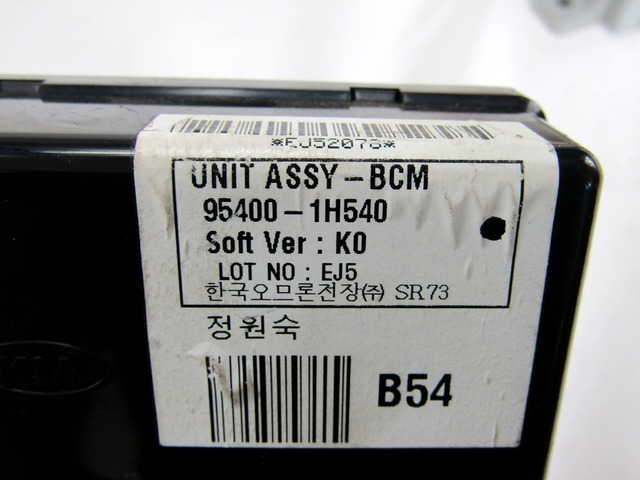 *EJ52076*
UNIT ASSY-BCM
95400-1H540
Soft Ver : K0
LOT NO : EJ5
한국오므론전장㈜ SR73
정원숙
B54
KIA